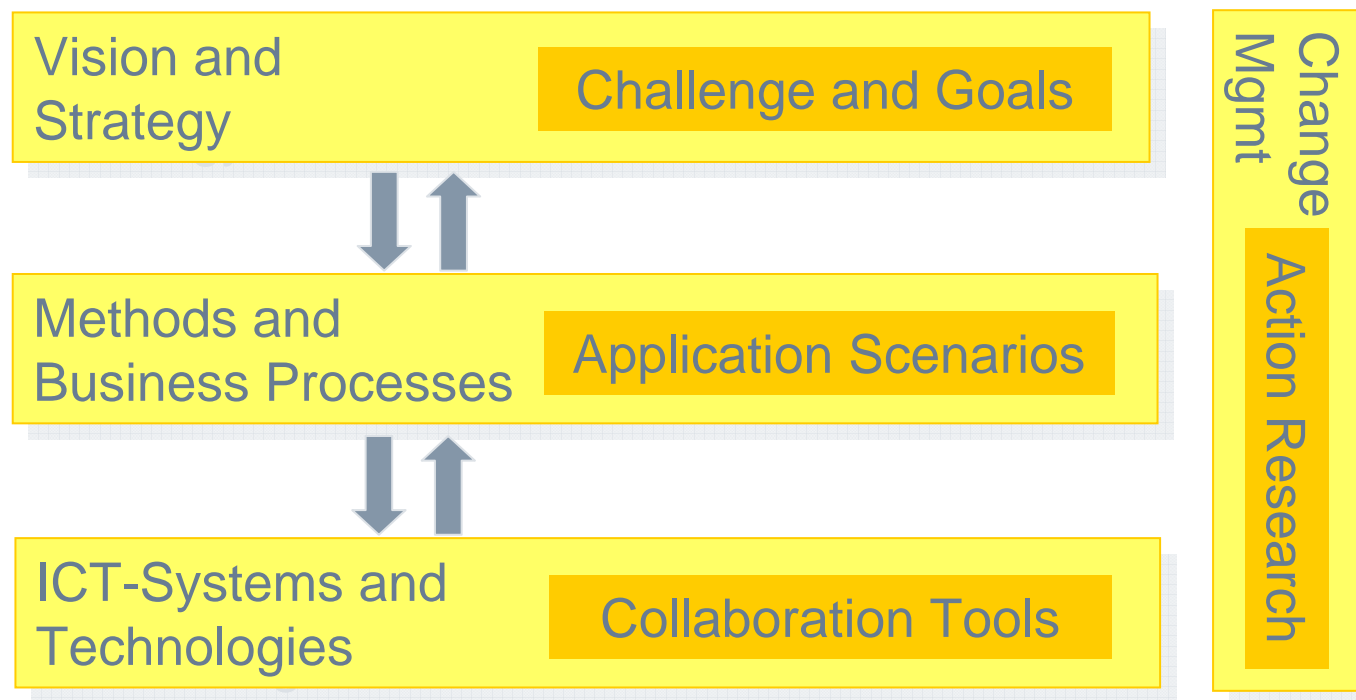 Vision and
Strategy
Challenge and Goals
Methods and
Business Processes
Application Scenarios
ICT-Systems and
Technologies
Collaboration Tools
Change
Mgmt
Action Research